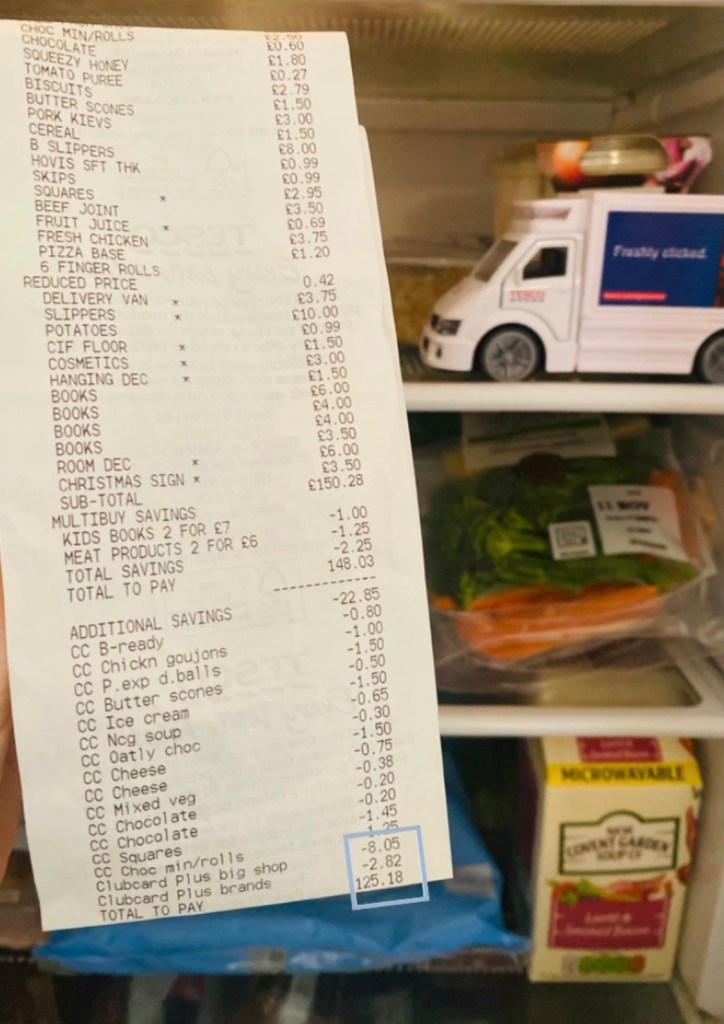 CHOC MIN/ROLLS £2.50
CHOCOLATE £0.60
SQUEEZY HONEY £1.80
TOMATO PUREE £0.27
BISCUITS £2.79
BUTTER SCONES £1.50
PORK KIEVS £3.00
CEREAL £1.50
B SLIPPERS £8.00
HOVIS SFT THK £0.99
SKIPS £0.99
SQUARES * £2.95
BEEF JOINT £3.50
FRUIT JUICE * £0.69
FRESH CHICKEN £3.75
PIZZA BASE £1.20
6 FINGER ROLLS
REDUCED PRICE 0.42
DELIVERY VAN * £3.75
SLIPPERS * £10.00
POTATOES £0.99
CIF FLOOR * £1.50
COSMETICS * £3.00
HANGING DEC * £1.50
BOOKS £6.00
BOOKS £4.00
BOOKS £4.00
BOOKS £3.50
ROOM DEC * £6.00
CHRISTMAS SIGN * £3.50
SUB-TOTAL £150.28
MULTIBUY SAVINGS
KIDS BOOKS 2 FOR £7 -1.00
MEAT PRODUCTS 2 FOR £6 -1.25
TOTAL SAVINGS -2.25
TOTAL TO PAY 148.03
------------
ADDITIONAL SAVINGS -22.85
CC B-ready -0.80
CC Chickn goujons -1.00
CC P.exp d.balls -1.50
CC Butter scones -0.50
CC Ice cream -1.50
CC Ncg soup -0.65
CC Oatly choc -0.30
CC Cheese -1.50
CC Cheese -0.75
CC Mixed veg -0.38
CC Chocolate -0.20
CC Chocolate -0.20
CC Squares -1.45
CC Choc min/rolls -1.25
Clubcard Plus big shop -8.05
Clubcard Plus brands -2.82
TOTAL TO PAY 125.18
Freshly clicked.
TESCO
11 NOV
MICROWAVABLE
NEW
COVENT GARDEN
SOUP CO
Lentil &
Smoked Bacon